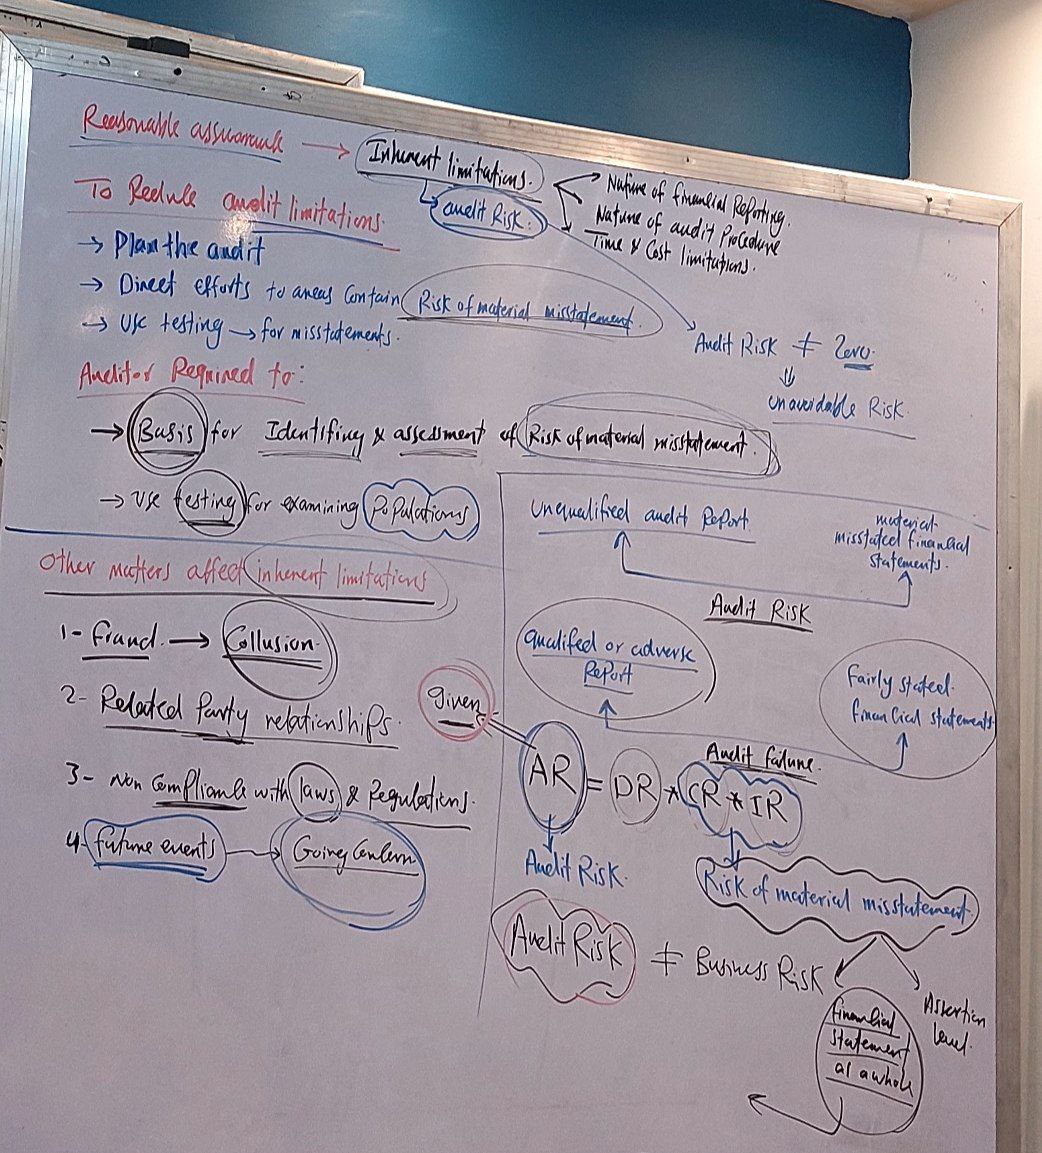 Reasonable assurance → Inherent limitations.
audit Risk.
Nature of Financial Reporting.
Nature of audit Procedure
Time & Cost limitations.
To Reduce audit limitations.
→ Plan the audit
→ Direct efforts to areas Contain Risk of material misstatement.
→ Use testing → for misstatements.
Audit Risk ≠ Zero.
⇓
Unavoidable Risk.
Auditor Required to:
→ Basis for Identifing & assessment of Risk of material misstatement.
→ Use testing for examining Populations
Other matters affect inherent limitations
1- fraud. → Collusion.
2- Related Party relationships.
3- Non Compliance with laws & Regulations.
4- future events → Going Concern
Unqualified audit Report
material
misstated financial
statements.
Audit Risk
qualifed or adverse
Report
Fairly stated
financial statements
Audit failure.
given
AR = DR * CR * IR
Audit Risk.
Risk of material misstatement.
Audit Risk ≠ Business Risk
financial
statement
as a whole
Assertion
level.